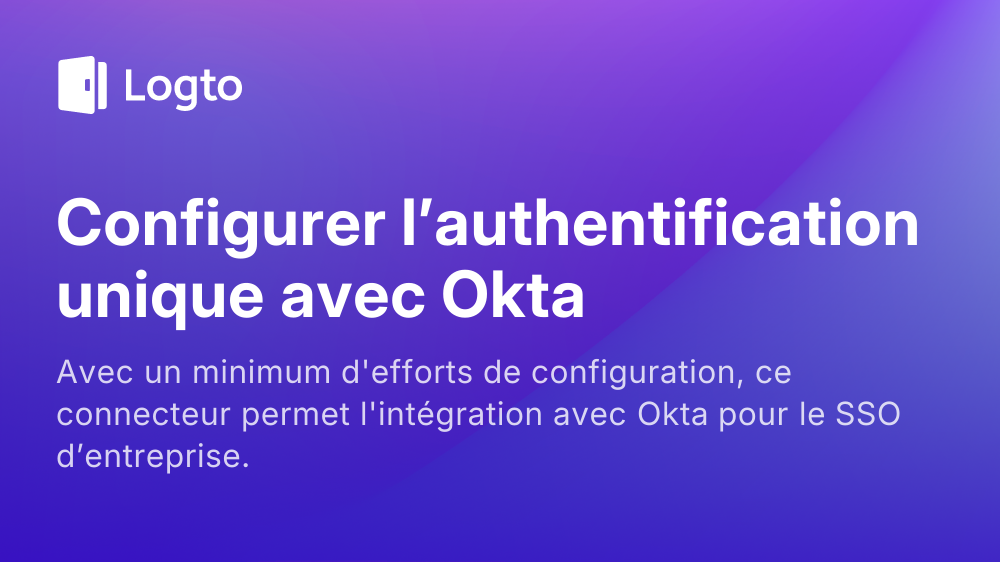 Logto
Configurer l’authentification
unique avec Okta
Avec un minimum d'efforts de configuration, ce
connecteur permet l'intégration avec Okta pour le SSO
d’entreprise.